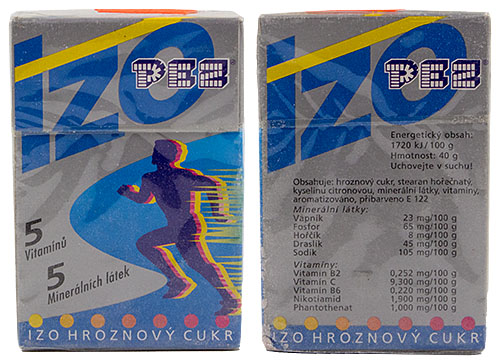 IZO
PEZ
5
Vitamínů
5
Minerálních látek
IZO HROZNOVÝ CUKR
IZO
PEZ
Energetický obsah:
1720 kJ/100 g
Hmotnost: 40 g
Uchovejte v suchu!
Obsahuje: hroznový cukr, stearan hořečnatý,
kyselinu citronovou, minerální látky, vitaminy,
aromatizováno, přibarveno E 122
Minerální látky:
Vápník 23 mg/100 g
Fosfor 65 mg/100 g
Hořčík 8 mg/100 g
Draslík 45 mg/100 g
Sodík 105 mg/100 g
Vitamíny:
Vitamin B2 0,252 mg/100 g
Vitamin C 9,300 mg/100 g
Vitamin B6 0,220 mg/100 g
Nikotiamid 1,900 mg/100 g
Phantothenat 1,000 mg/100 g
IZO HROZNOVÝ CUKR